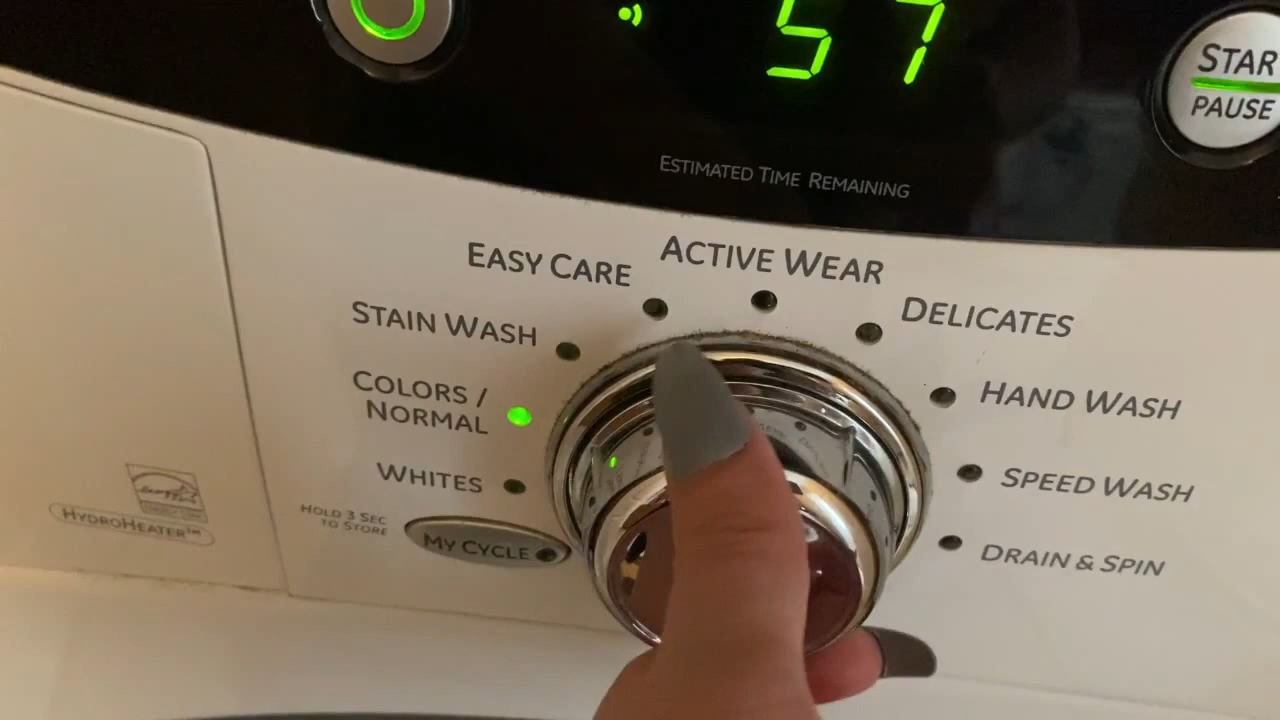 57
STAR
PAUSE
ESTIMATED TIME REMAINING
EASY CARE
ACTIVE WEAR
STAIN WASH
DELICATES
COLORS /
NORMAL
HAND WASH
WHITES
SPEED WASH
HOLD 3 SEC
TO STORE
MY CYCLE
DRAIN & SPIN
HYDROHEATER™